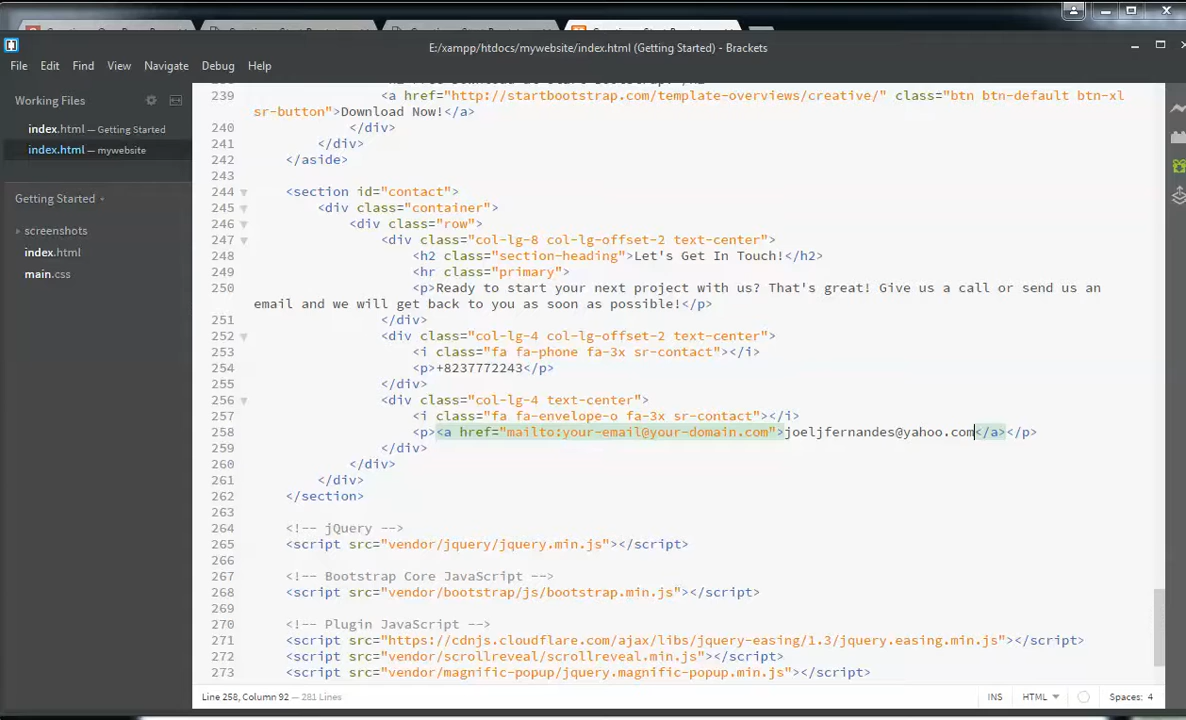 E:/xampp/htdocs/mywebsite/index.html (Getting Started) - Brackets
File Edit Find View Navigate Debug Help
Working Files
index.html — Getting Started
index.html — mywebsite
Getting Started
screenshots
index.html
main.css
239 <a href="http://startbootstrap.com/template-overviews/creative/" class="btn btn-default btn-xl
sr-button">Download Now!</a>
240 </div>
241 </div>
242 </aside>
243
244 <section id="contact">
245 <div class="container">
246 <div class="row">
247 <div class="col-lg-8 col-lg-offset-2 text-center">
248 <h2 class="section-heading">Let's Get In Touch!</h2>
249 <hr class="primary">
250 <p>Ready to start your next project with us? That's great! Give us a call or send us an
email and we will get back to you as soon as possible!</p>
251 </div>
252 <div class="col-lg-4 col-lg-offset-2 text-center">
253 <i class="fa fa-phone fa-3x sr-contact"></i>
254 <p>+8237772243</p>
255 </div>
256 <div class="col-lg-4 text-center">
257 <i class="fa fa-envelope-o fa-3x sr-contact"></i>
258 <p><a href="mailto:your-email@your-domain.com">joeljfernandes@yahoo.com</a></p>
259 </div>
260 </div>
261 </div>
262 </section>
263
264 <!-- jQuery -->
265 <script src="vendor/jquery/jquery.min.js"></script>
266
267 <!-- Bootstrap Core JavaScript -->
268 <script src="vendor/bootstrap/js/bootstrap.min.js"></script>
269
270 <!-- Plugin JavaScript -->
271 <script src="https://cdnjs.cloudflare.com/ajax/libs/jquery-easing/1.3/jquery.easing.min.js"></script>
272 <script src="vendor/scrollreveal/scrollreveal.min.js"></script>
273 <script src="vendor/magnific-popup/jquery.magnific-popup.min.js"></script>
Line 258, Column 92 — 281 Lines
INS HTML Spaces: 4